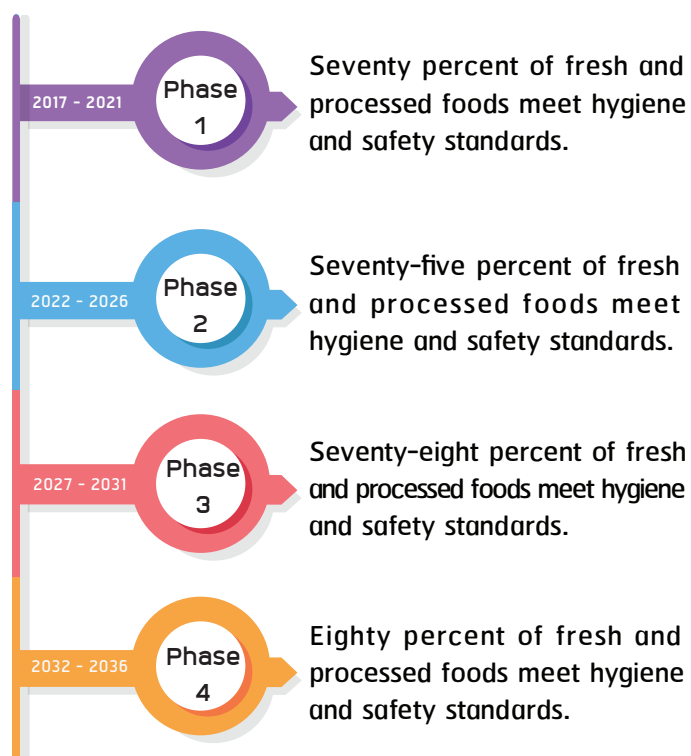 2017 - 2021
Phase
1
Seventy percent of fresh and
processed foods meet hygiene
and safety standards.
2022 - 2026
Phase
2
Seventy-five percent of fresh
and processed foods meet
hygiene and safety standards.
2027 - 2031
Phase
3
Seventy-eight percent of fresh
and processed foods meet hygiene
and safety standards.
2032 - 2036
Phase
4
Eighty percent of fresh and
processed foods meet hygiene
and safety standards.